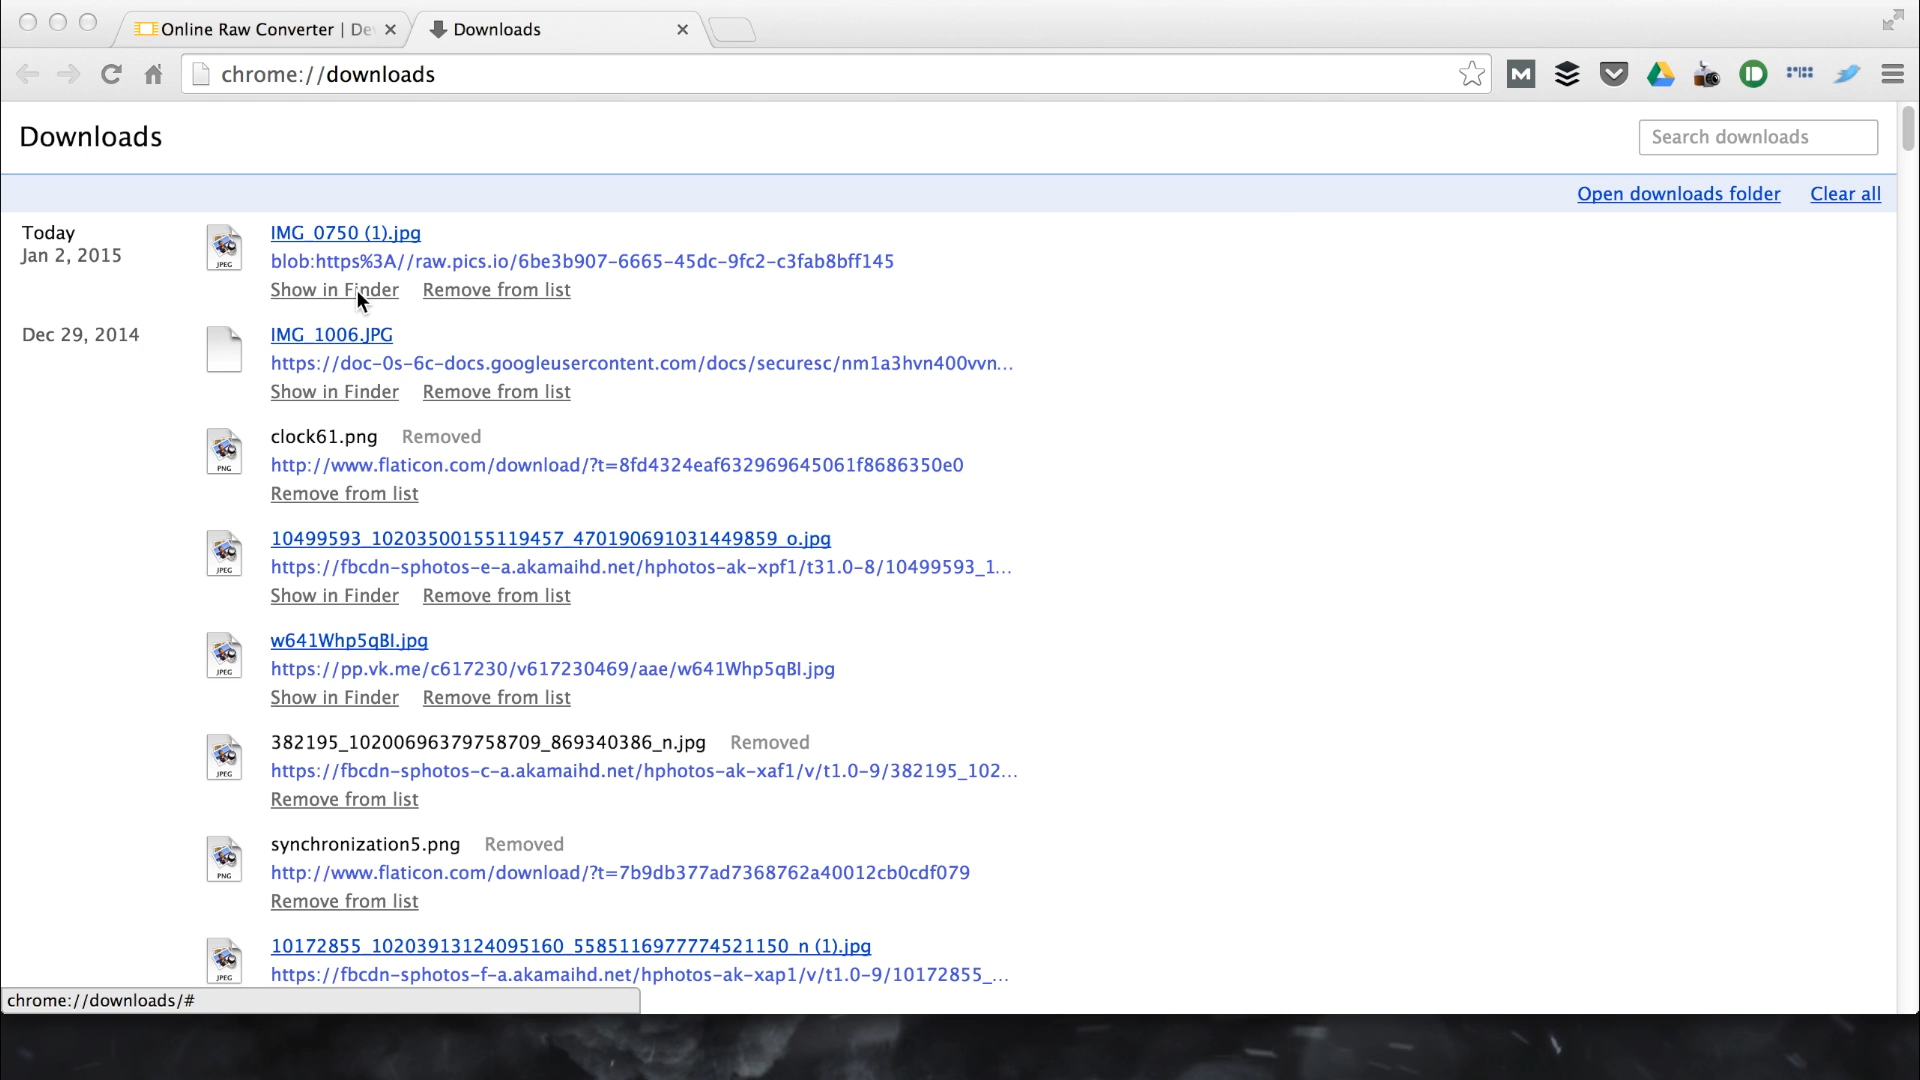 Online Raw Converter | De
Downloads
chrome://downloads
Downloads
Search downloads
Open downloads folder Clear all
Today
Jan 2, 2015
IMG_0750 (1).jpg
blob:https%3A//raw.pics.io/6be3b907-6665-45dc-9fc2-c3fab8bff145
Show in Finder Remove from list
Dec 29, 2014
IMG_1006.JPG
https://doc-0s-6c-docs.googleusercontent.com/docs/securesc/nm1a3hvn400vvn...
Show in Finder Remove from list
clock61.png Removed
http://www.flaticon.com/download/?t=8fd4324eaf632969645061f8686350e0
Remove from list
10499593_10203500155119457_470190691031449859_o.jpg
https://fbcdn-sphotos-e-a.akamaihd.net/hphotos-ak-xpf1/t31.0-8/10499593_1...
Show in Finder Remove from list
w641Whp5qBI.jpg
https://pp.vk.me/c617230/v617230469/aae/w641Whp5qBI.jpg
Show in Finder Remove from list
382195_10200696379758709_869340386_n.jpg Removed
https://fbcdn-sphotos-c-a.akamaihd.net/hphotos-ak-xaf1/v/t1.0-9/382195_102...
Remove from list
synchronization5.png Removed
http://www.flaticon.com/download/?t=7b9db377ad7368762a40012cb0cdf079
Remove from list
10172855_10203913124095160_5585116977774521150_n (1).jpg
https://fbcdn-sphotos-f-a.akamaihd.net/hphotos-ak-xap1/v/t1.0-9/10172855_...
chrome://downloads/#
JPEG
PNG
JPEG
JPEG
JPEG
PNG
JPEG